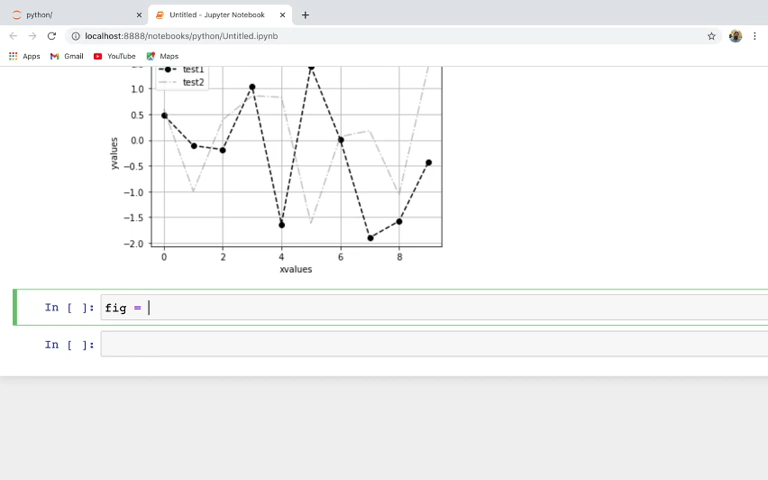 python/
Untitled - Jupyter Notebook
localhost:8888/notebooks/python/Untitled.ipynb
Apps Gmail YouTube Maps
test1
test2
1.0
0.5
0.0
−0.5
−1.0
−1.5
−2.0
yvalues
0 2 4 6 8
xvalues
In [ ]: fig =
In [ ]: